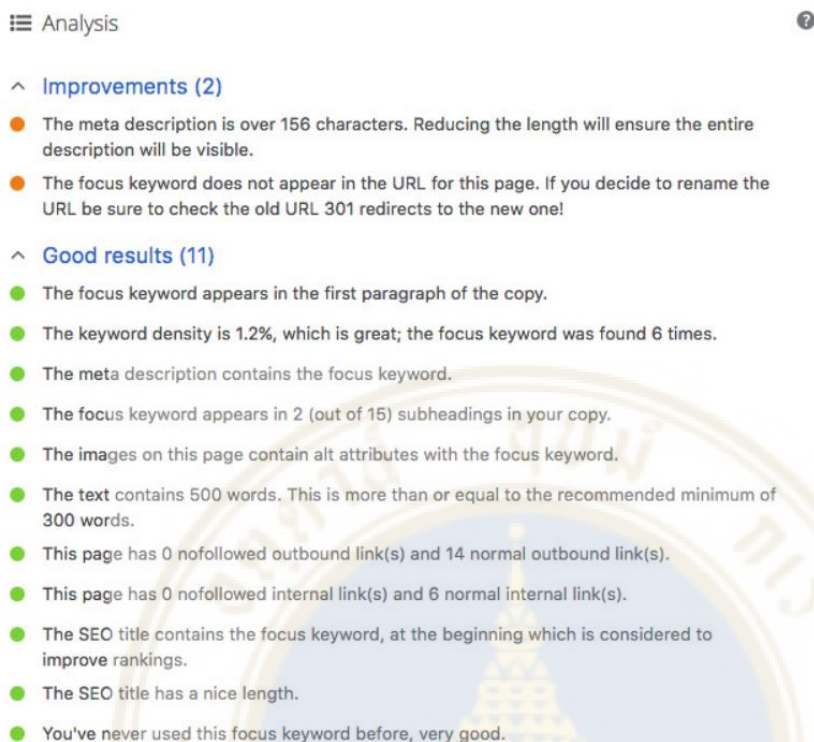 Analysis
?
Improvements (2)
The meta description is over 156 characters. Reducing the length will ensure the entire
description will be visible.
The focus keyword does not appear in the URL for this page. If you decide to rename the
URL be sure to check the old URL 301 redirects to the new one!
Good results (11)
The focus keyword appears in the first paragraph of the copy.
The keyword density is 1.2%, which is great; the focus keyword was found 6 times.
The meta description contains the focus keyword.
The focus keyword appears in 2 (out of 15) subheadings in your copy.
The images on this page contain alt attributes with the focus keyword.
The text contains 500 words. This is more than or equal to the recommended minimum of
300 words.
This page has 0 nofollowed outbound link(s) and 14 normal outbound link(s).
This page has 0 nofollowed internal link(s) and 6 normal internal link(s).
The SEO title contains the focus keyword, at the beginning which is considered to
improve rankings.
The SEO title has a nice length.
You've never used this focus keyword before, very good.